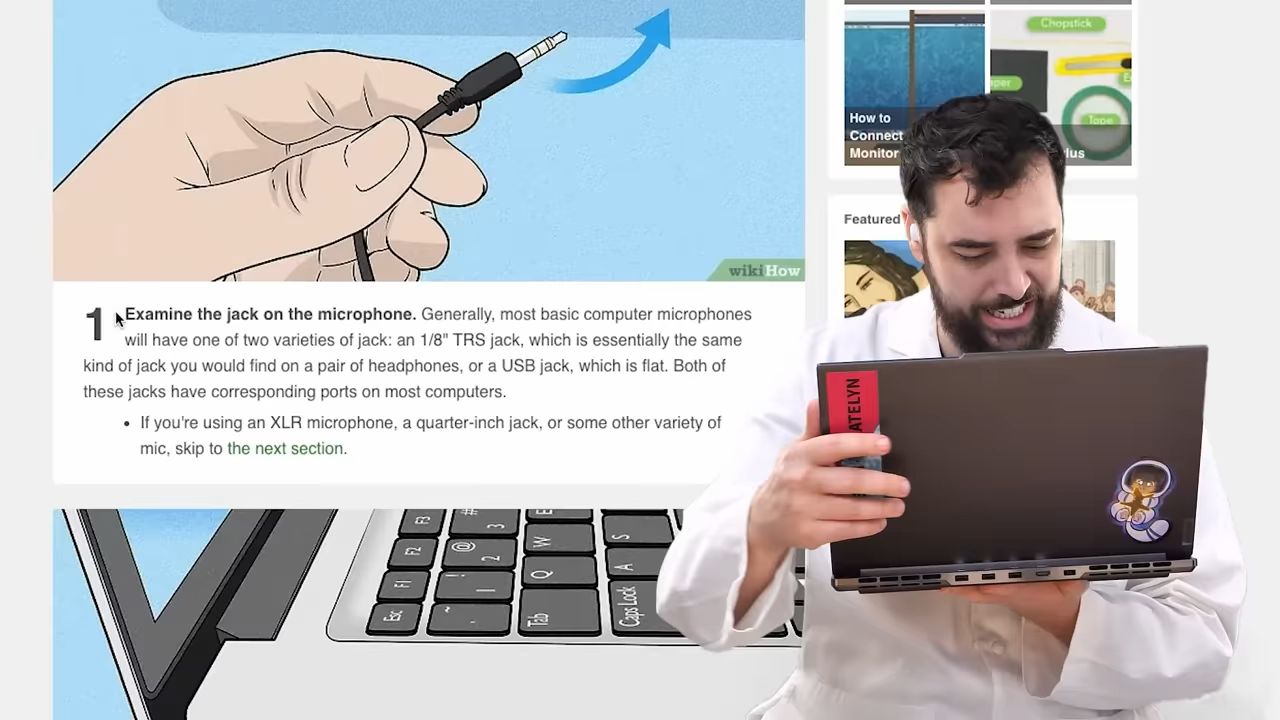 Chopstick
Tape
How to
Connect
Monitor
wikiHow
Featured
1 Examine the jack on the microphone. Generally, most basic computer microphones
will have one of two varieties of jack: an 1/8" TRS jack, which is essentially the same
kind of jack you would find on a pair of headphones, or a USB jack, which is flat. Both of
these jacks have corresponding ports on most computers.
• If you're using an XLR microphone, a quarter-inch jack, or some other variety of
mic, skip to the next section.
ATELYN
F3 # 3 E
F2 @ 2 W S
F1 ! 1 Q A
Esc ~ Tab Caps Lock